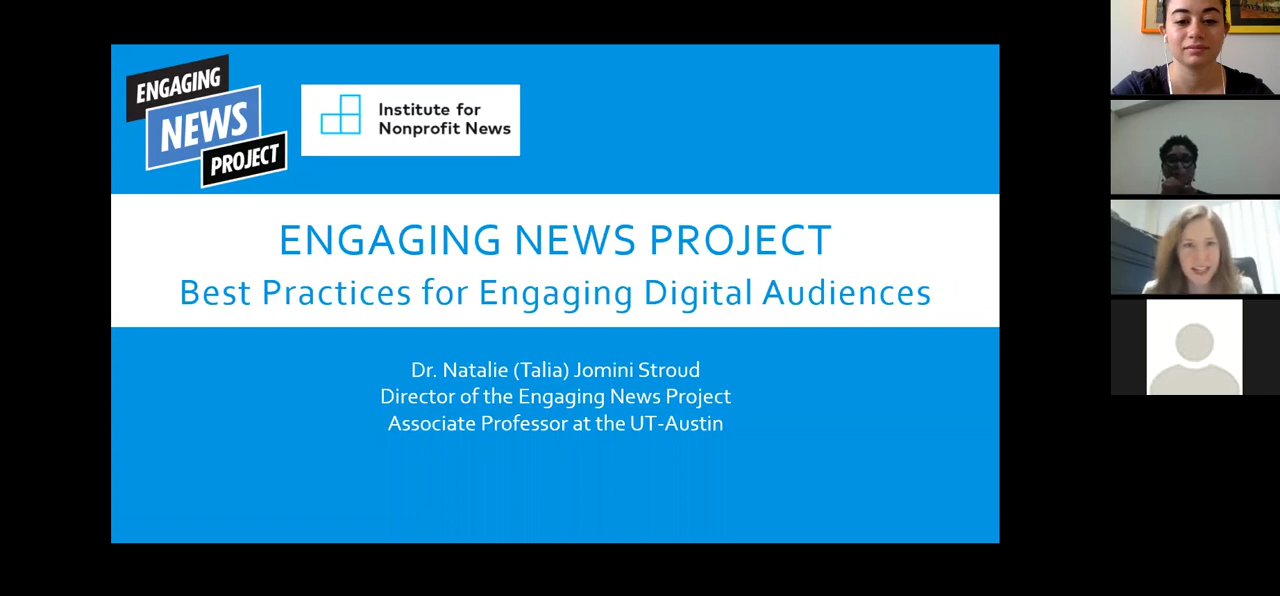 ENGAGING
NEWS
PROJECT
Institute for
Nonprofit News
ENGAGING NEWS PROJECT
Best Practices for Engaging Digital Audiences
Dr. Natalie (Talia) Jomini Stroud
Director of the Engaging News Project
Associate Professor at the UT-Austin